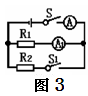 S A
R₁ A₁
R₂ S₁
图3